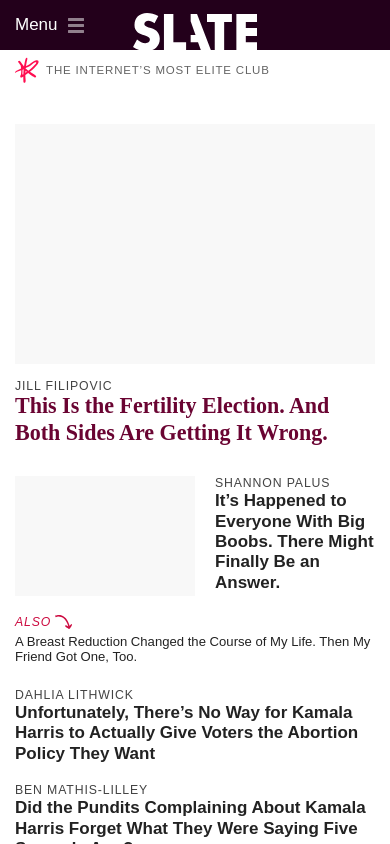 Menu
SLATE
THE INTERNET’S MOST ELITE CLUB
JILL FILIPOVIC
This Is the Fertility Election. And
Both Sides Are Getting It Wrong.
SHANNON PALUS
It’s Happened to
Everyone With Big
Boobs. There Might
Finally Be an
Answer.
ALSO
A Breast Reduction Changed the Course of My Life. Then My
Friend Got One, Too.
DAHLIA LITHWICK
Unfortunately, There’s No Way for Kamala
Harris to Actually Give Voters the Abortion
Policy They Want
BEN MATHIS-LILLEY
Did the Pundits Complaining About Kamala
Harris Forget What They Were Saying Five